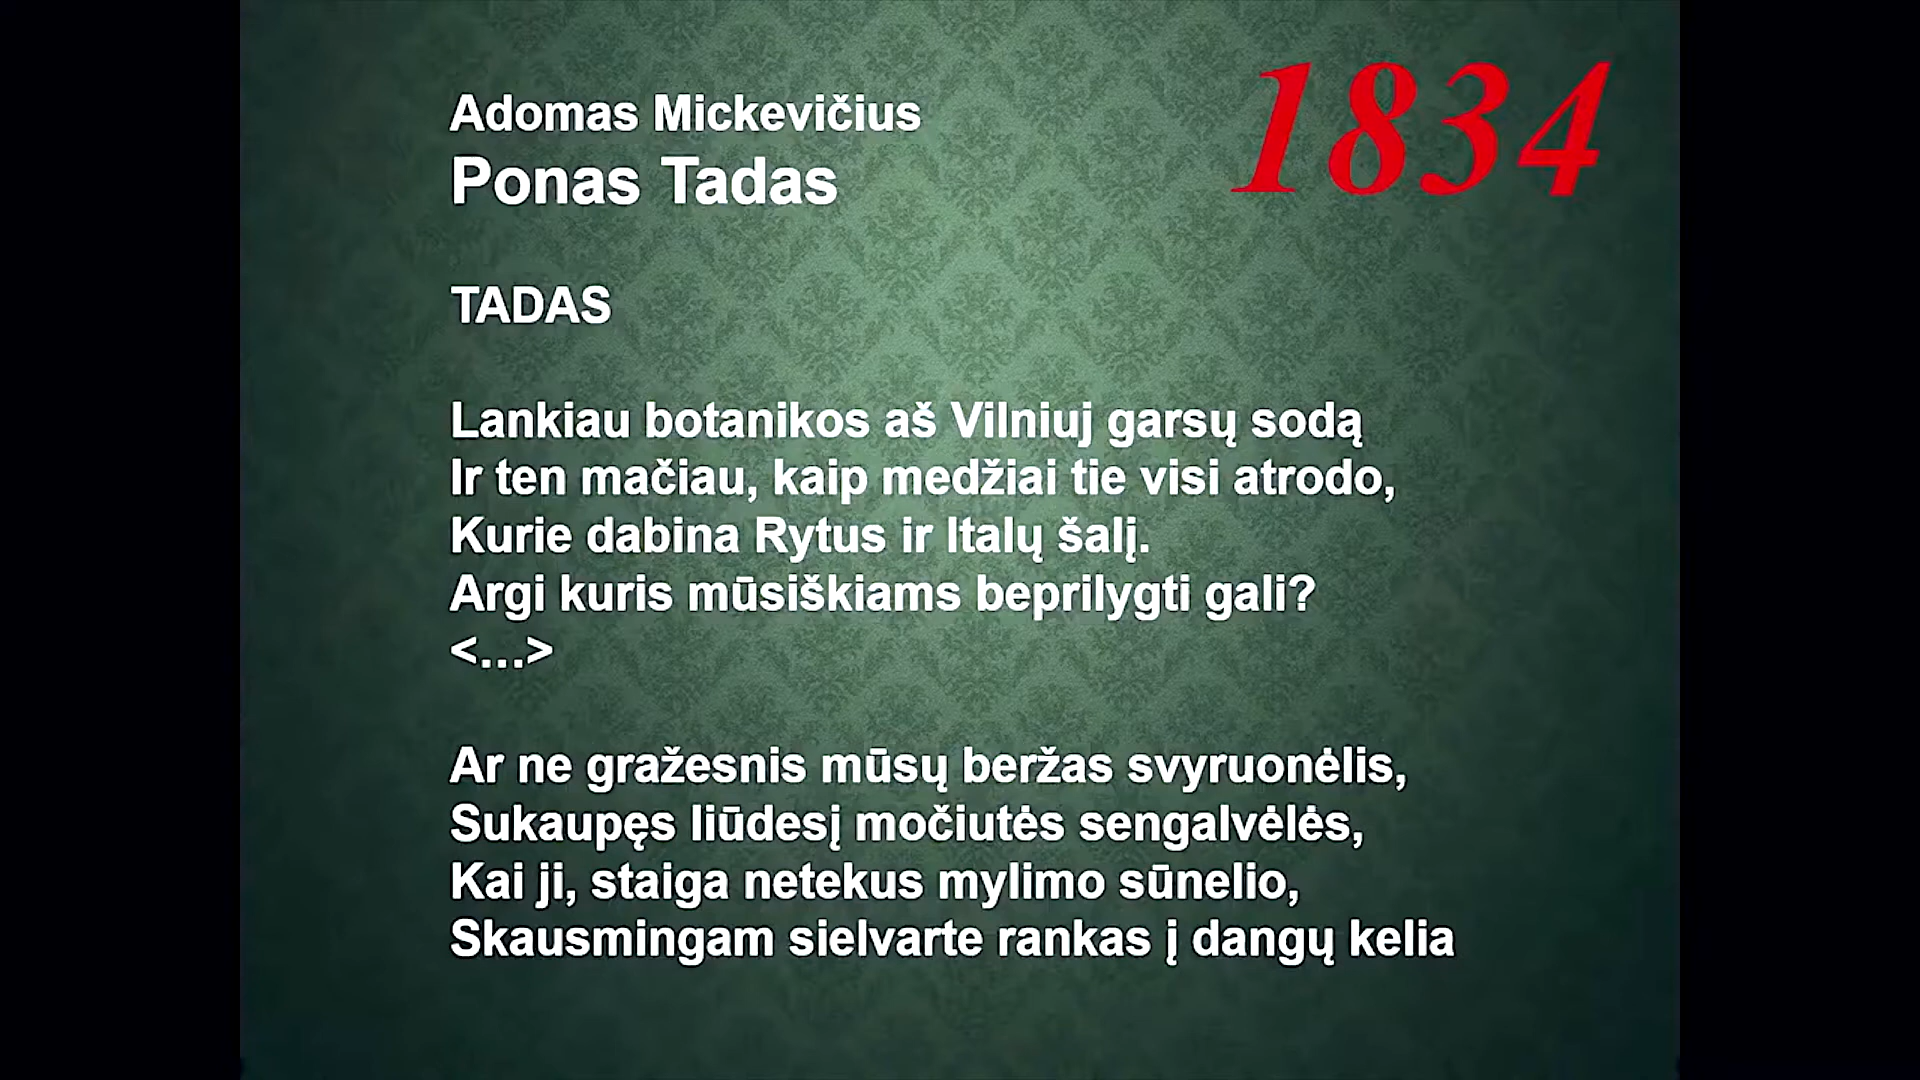 1834
Adomas Mickevičius
Ponas Tadas
TADAS
Lankiau botanikos aš Vilniuj garsų sodą
Ir ten mačiau, kaip medžiai tie visi atrodo,
Kurie dabina Rytus ir Italų šalį.
Argi kuris mūsiškiams beprilygti gali?
<...>
Ar ne gražesnis mūsų beržas svyruonėlis,
Sukaupęs liūdesį močiutės sengalvėlės,
Kai ji, staiga netekus mylimo sūnelio,
Skausmingam sielvarte rankas į dangų kelia